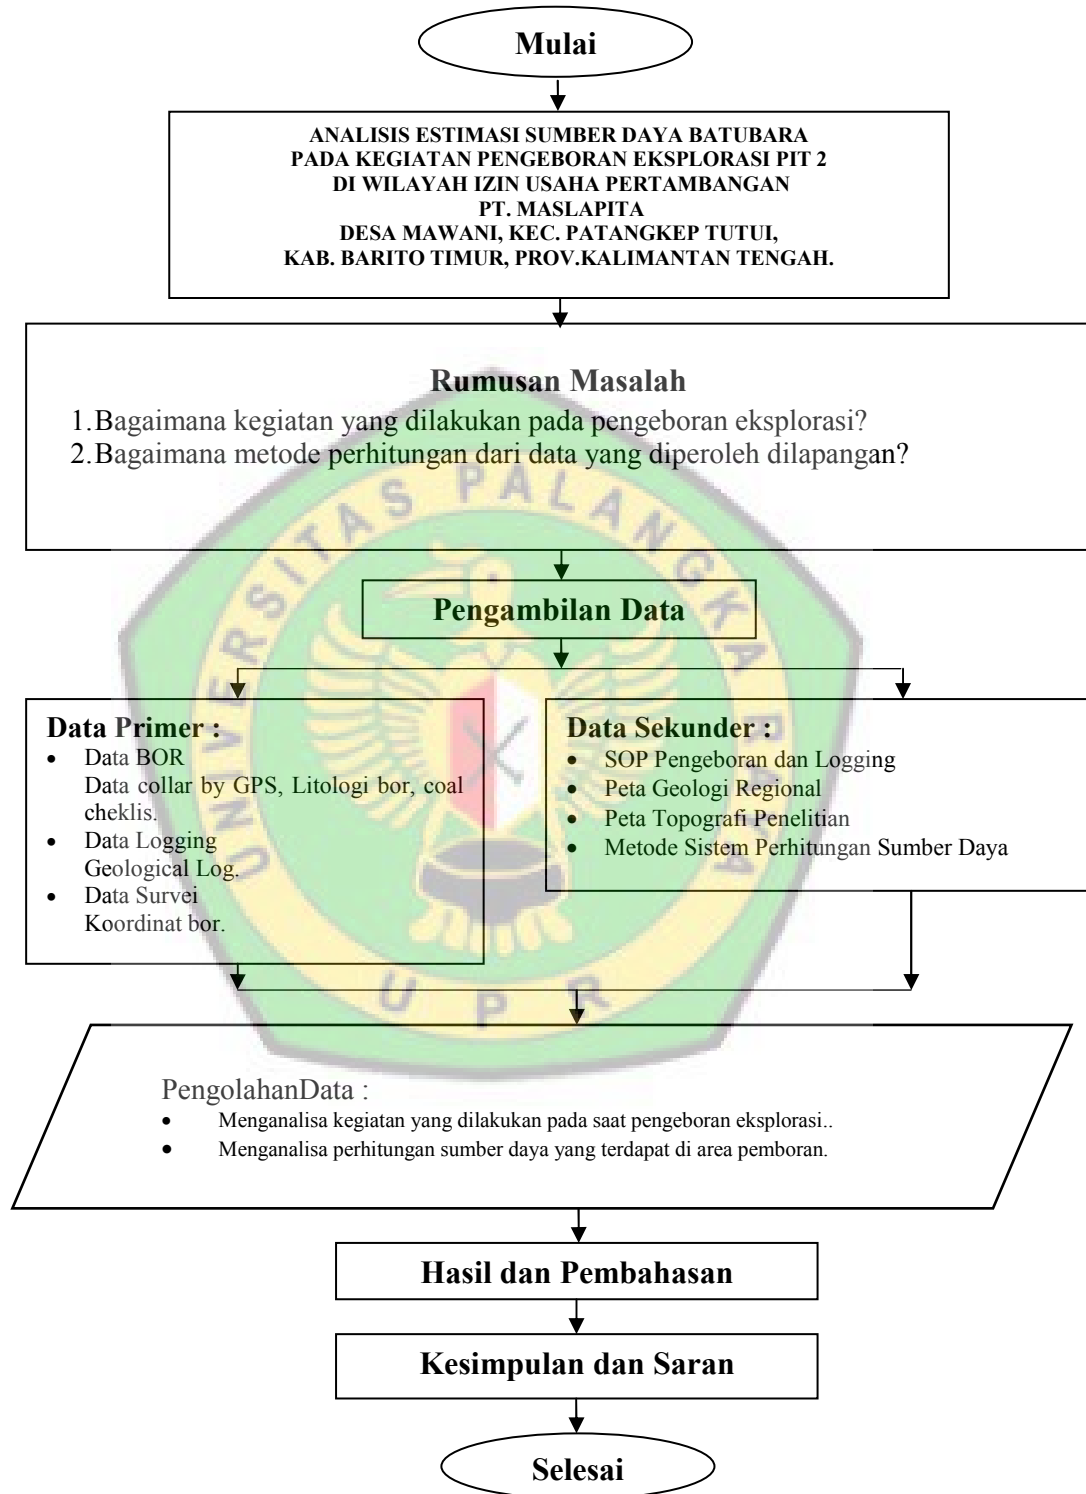 Mulai
ANALISIS ESTIMASI SUMBER DAYA BATUBARA
PADA KEGIATAN PENGEBORAN EKSPLORASI PIT 2
DI WILAYAH IZIN USAHA PERTAMBANGAN
PT. MASLAPITA
DESA MAWANI, KEC. PATANGKEP TUTUI,
KAB. BARITO TIMUR, PROV.KALIMANTAN TENGAH.
Rumusan Masalah
1.Bagaimana kegiatan yang dilakukan pada pengeboran eksplorasi?
2.Bagaimana metode perhitungan dari data yang diperoleh dilapangan?
UNIVERSITAS PALANGKA RAYA
Pengambilan Data
Data Primer :
• Data BOR
Data collar by GPS, Litologi bor, coal
cheklis.
• Data Logging
Geological Log.
• Data Survei
Koordinat bor.
Data Sekunder :
• SOP Pengeboran dan Logging
• Peta Geologi Regional
• Peta Topografi Penelitian
• Metode Sistem Perhitungan Sumber Daya
UPR
PengolahanData :
• Menganalisa kegiatan yang dilakukan pada saat pengeboran eksplorasi..
• Menganalisa perhitungan sumber daya yang terdapat di area pemboran.
Hasil dan Pembahasan
Kesimpulan dan Saran
Selesai